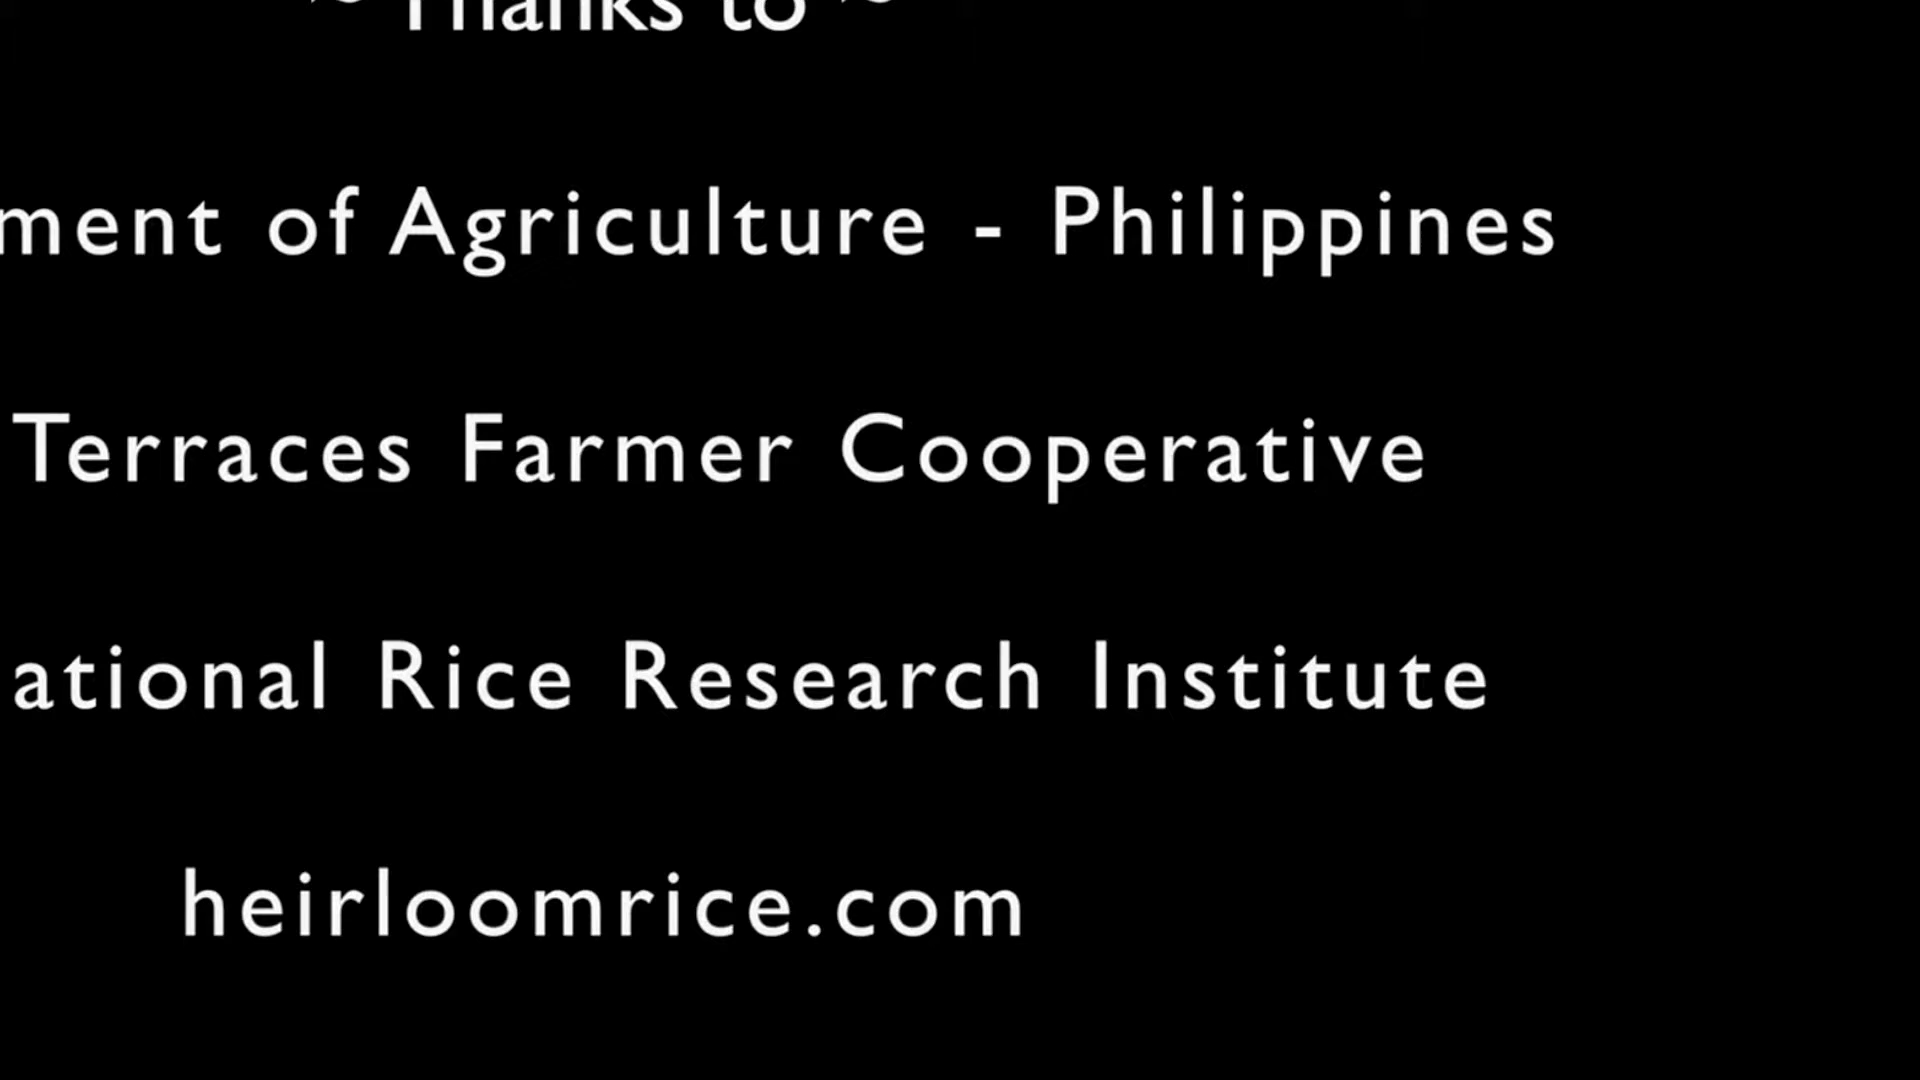 ~ Thanks to ~
ment of Agriculture - Philippines
Terraces Farmer Cooperative
ational Rice Research Institute
heirloomrice.com